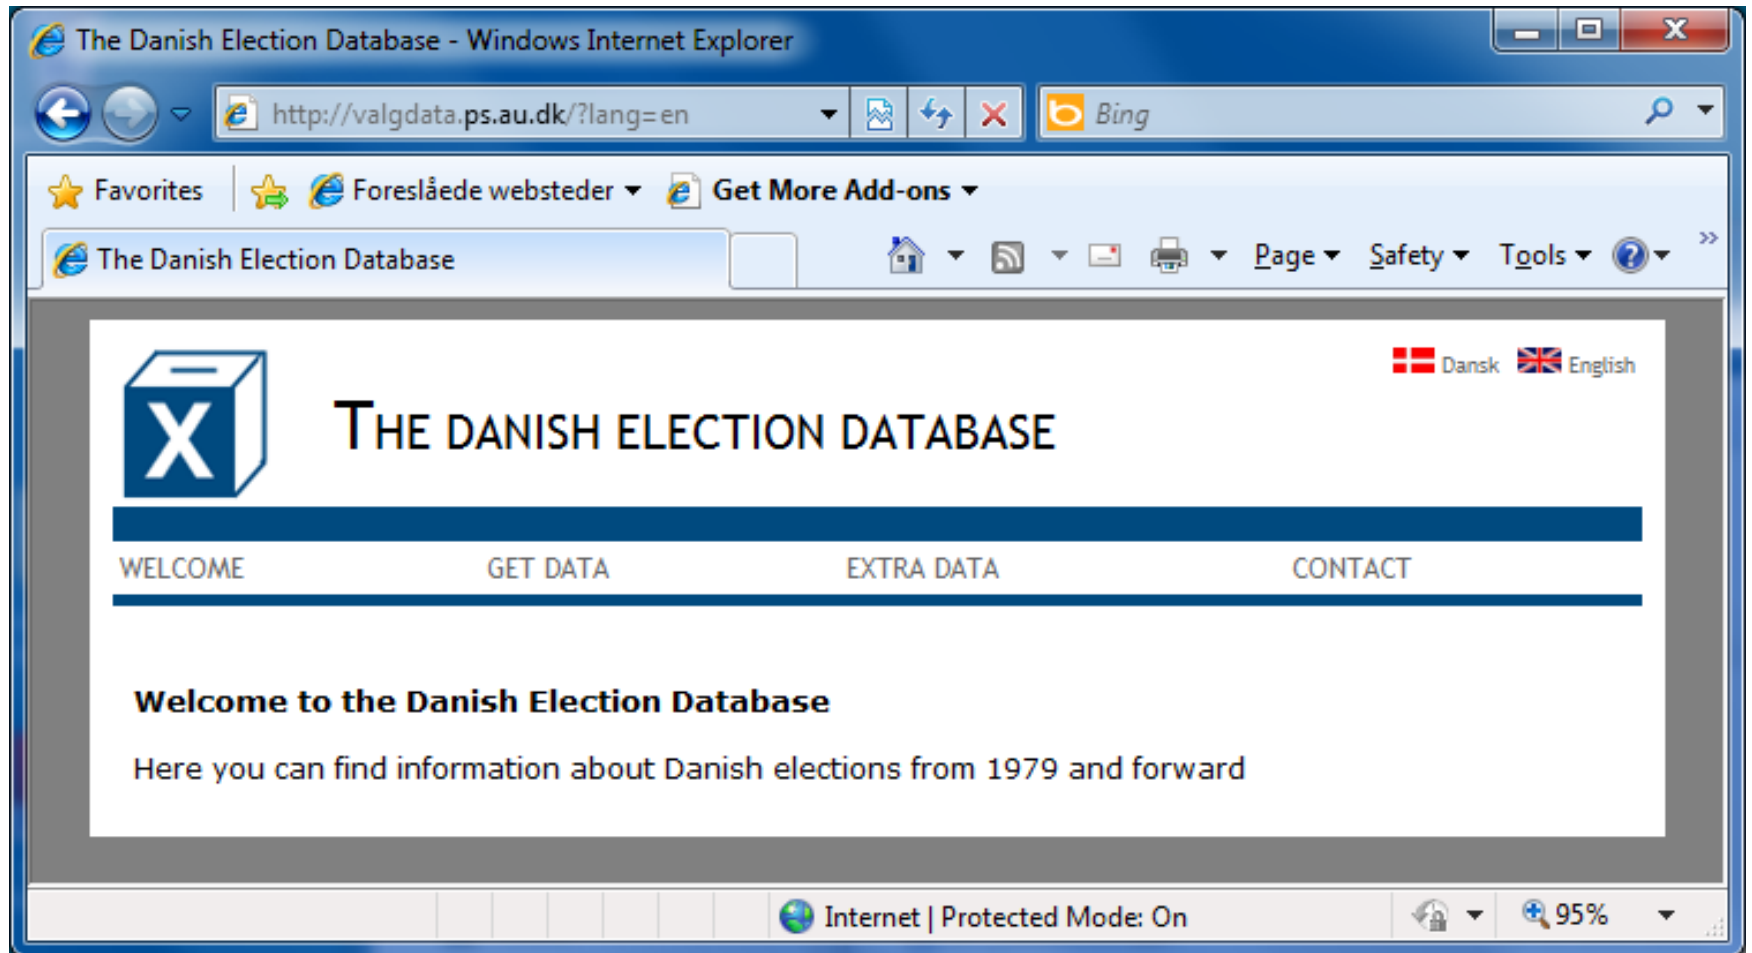 The Danish Election Database - Windows Internet Explorer
http://valgdata.ps.au.dk/?lang=en
Bing
Favorites
Foreslåede websteder
Get More Add-ons
The Danish Election Database
Page
Safety
Tools
Dansk
English
X
THE DANISH ELECTION DATABASE
WELCOME
GET DATA
EXTRA DATA
CONTACT
Welcome to the Danish Election Database
Here you can find information about Danish elections from 1979 and forward
Internet | Protected Mode: On
95%